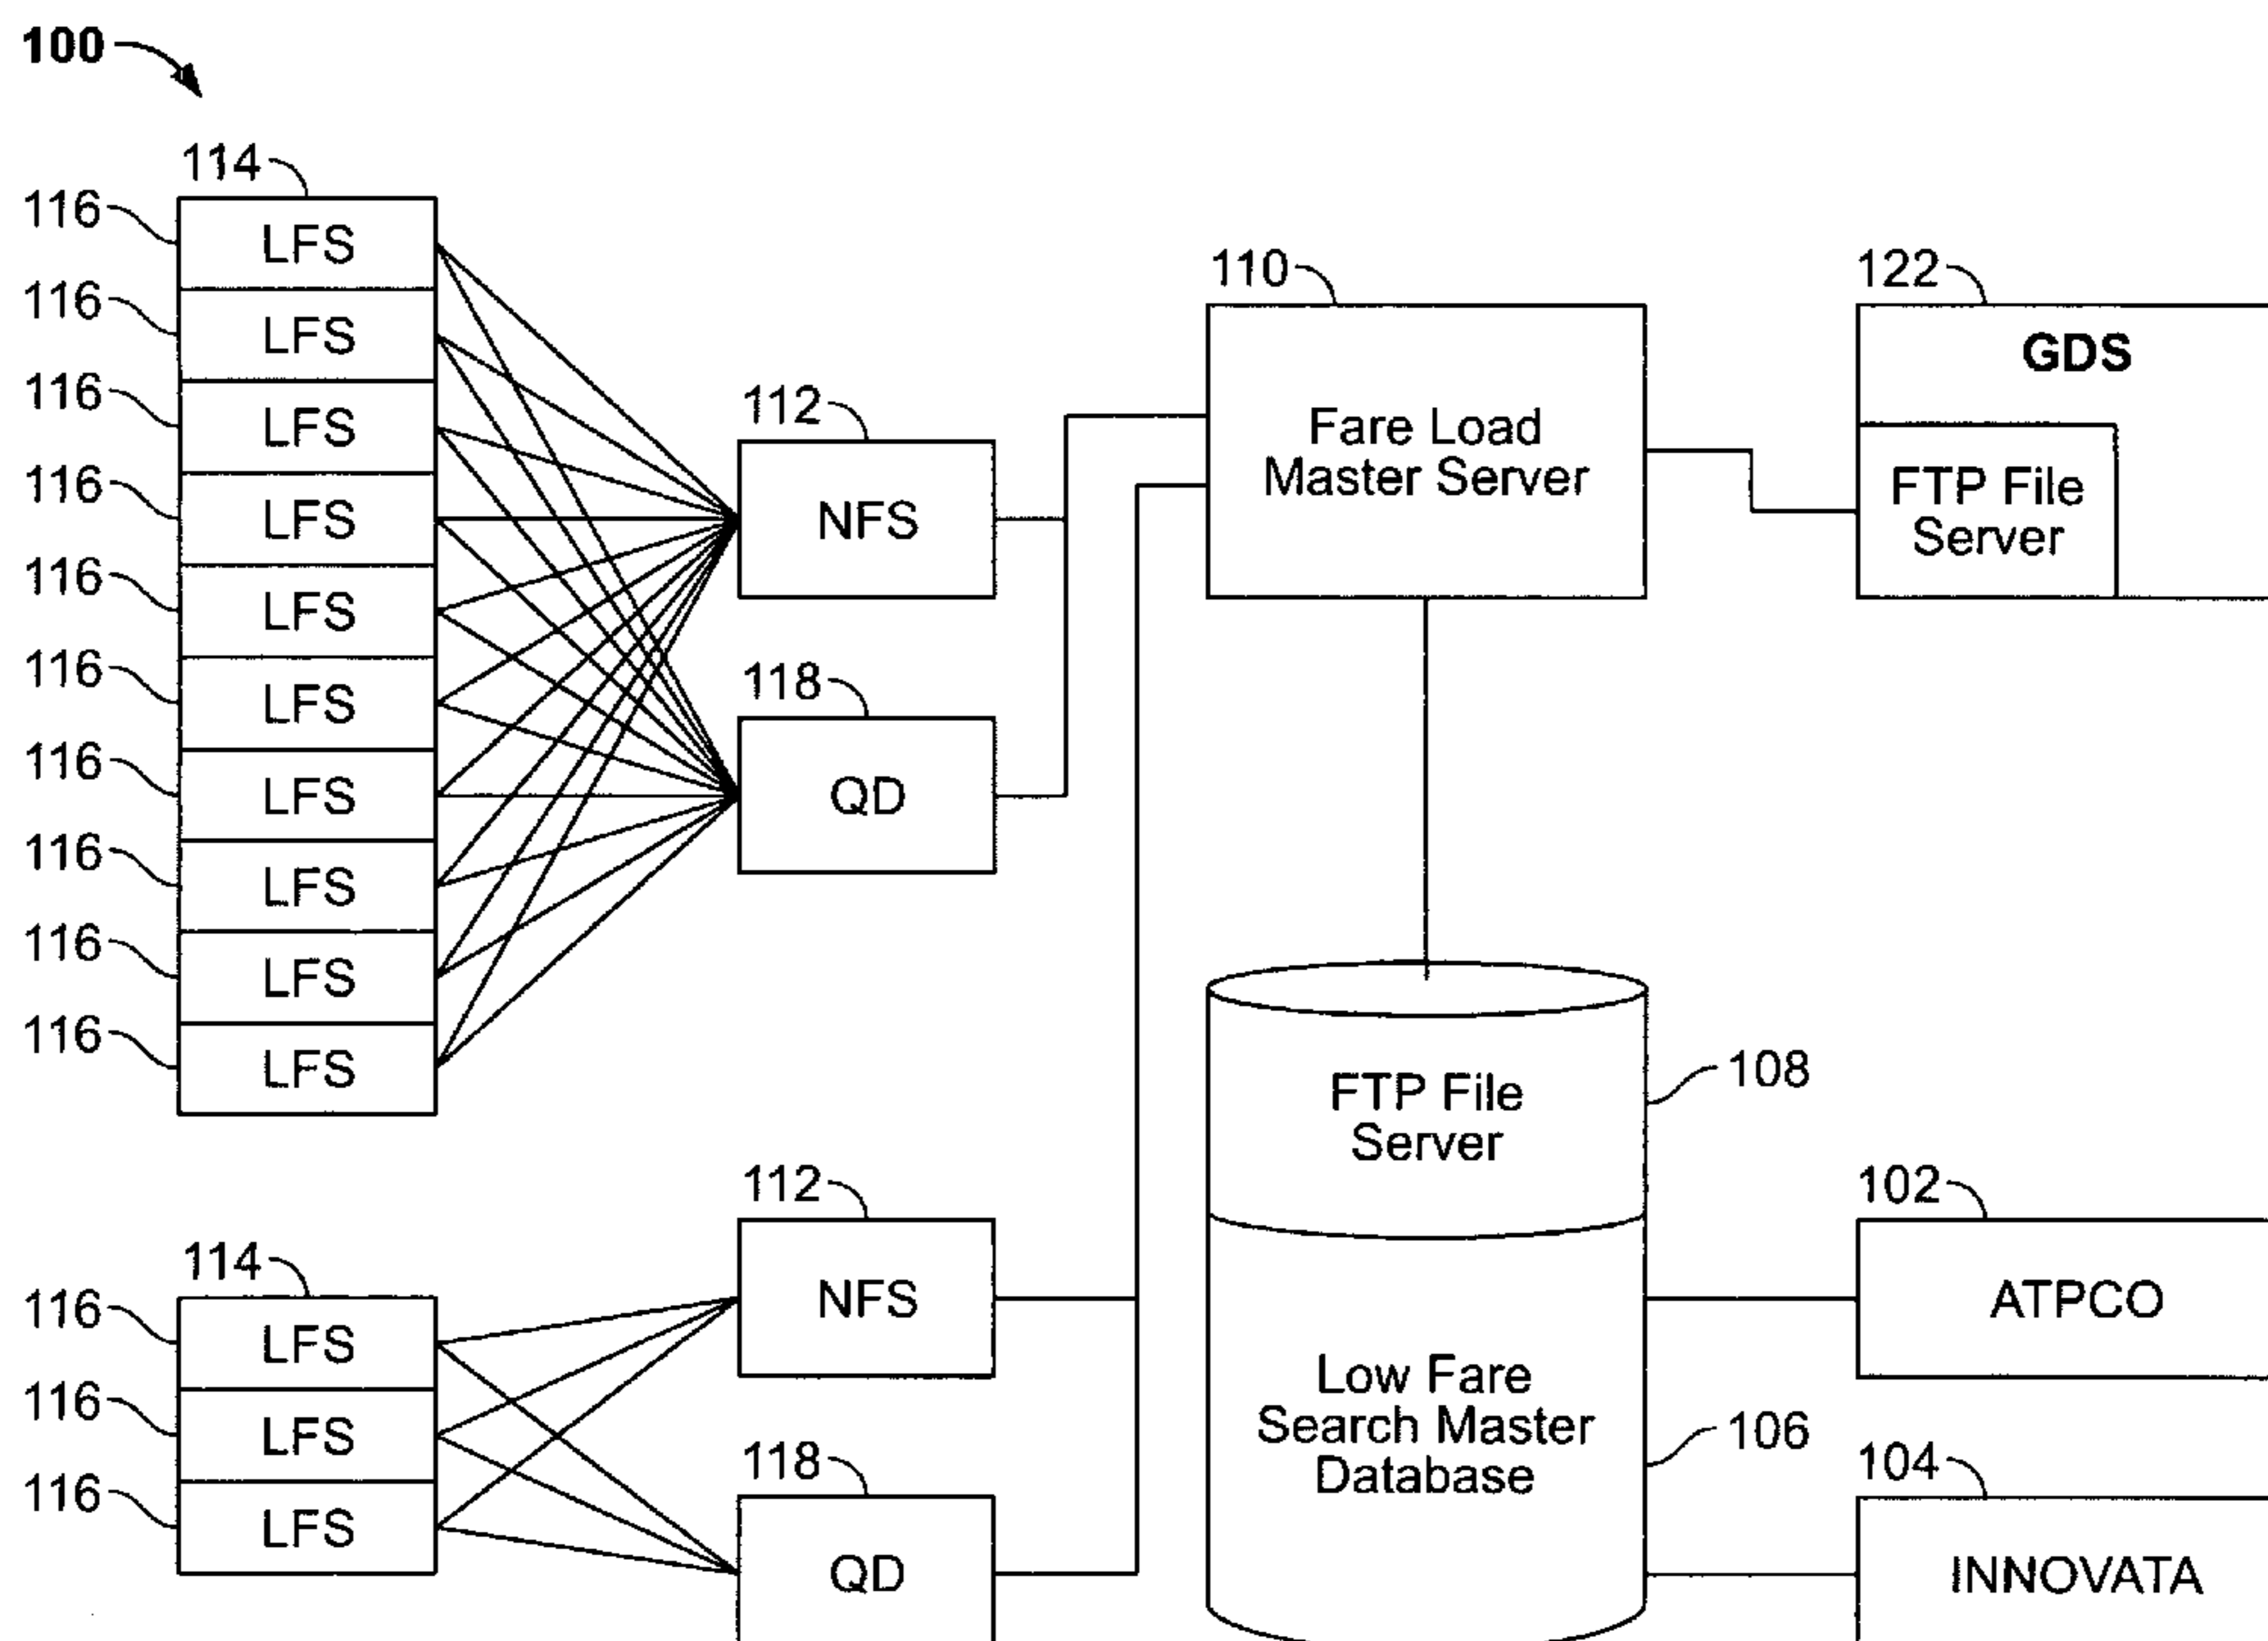 100
114
116
LFS
116
LFS
116
LFS
116
LFS
116
LFS
116
LFS
116
LFS
116
LFS
116
LFS
116
LFS
112
NFS
118
QD
110
Fare Load
Master Server
122
GDS
FTP File
Server
114
116
LFS
116
LFS
116
LFS
112
NFS
118
QD
FTP File
Server
108
Low Fare
Search Master
Database
106
102
ATPCO
104
INNOVATA